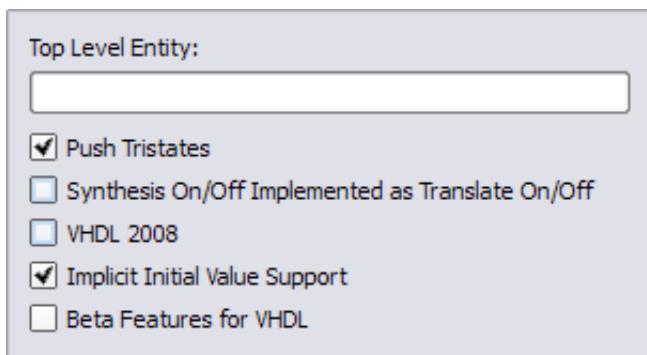 Top Level Entity:
Push Tristates
Synthesis On/Off Implemented as Translate On/Off
VHDL 2008
Implicit Initial Value Support
Beta Features for VHDL